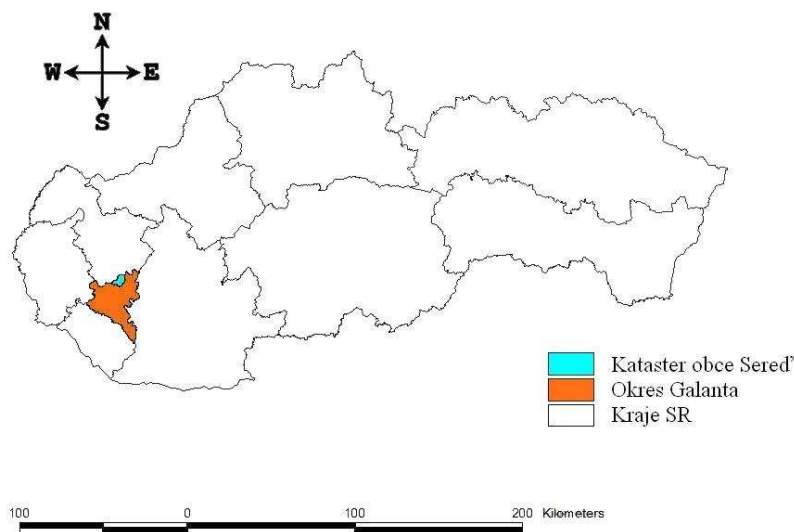 N
W E
S
Kataster obce Sereď
Okres Galanta
Kraje SR
100 0 100 200 Kilometers